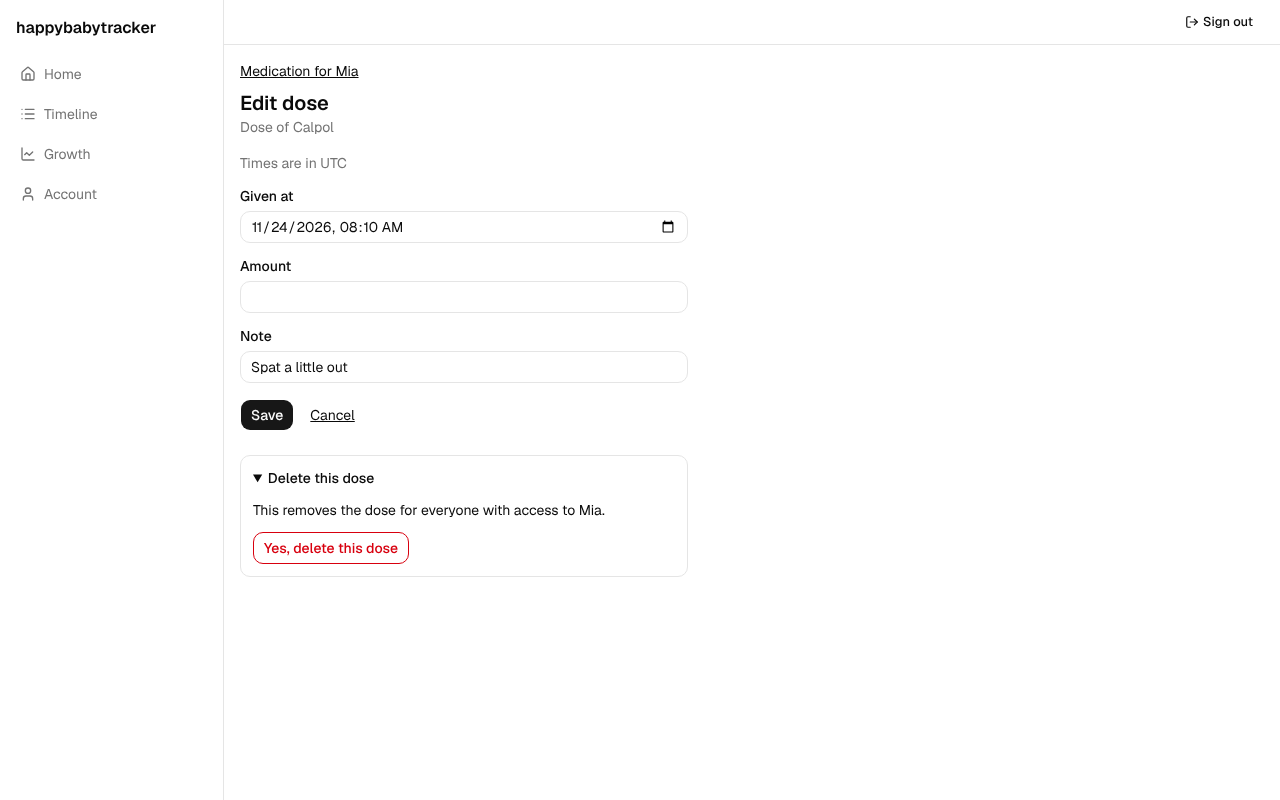 happybabytracker
Sign out
Home
Timeline
Growth
Account
Medication for Mia
Edit dose
Dose of Calpol
Times are in UTC
Given at
11/24/2026, 08:10 AM
Amount
Note
Spat a little out
Save
Cancel
Delete this dose
This removes the dose for everyone with access to Mia.
Yes, delete this dose